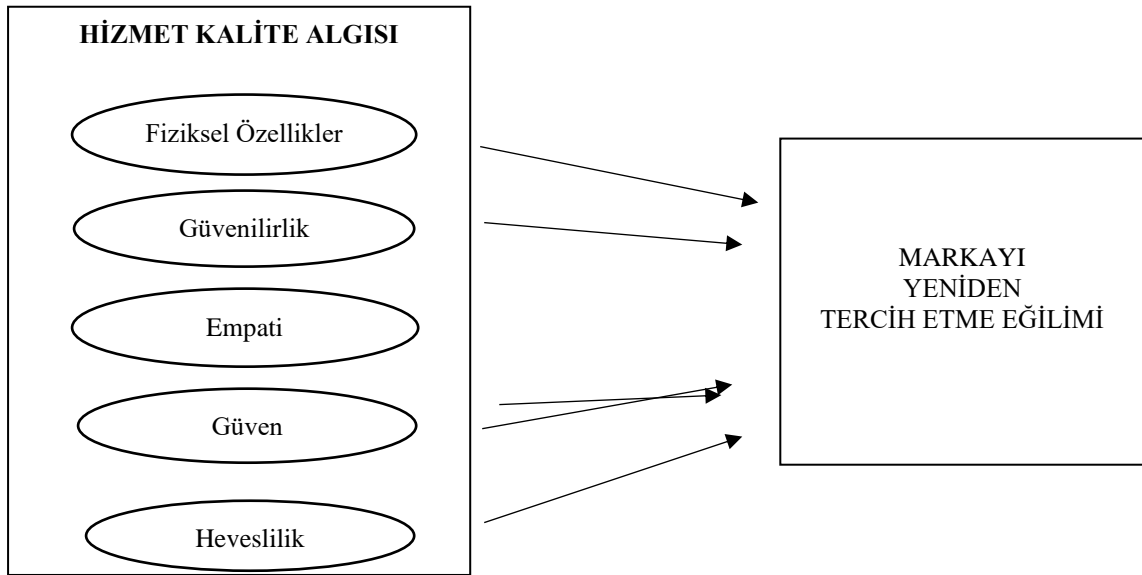 HİZMET KALİTE ALGISI
Fiziksel Özellikler
Güvenilirlik
Empati
Güven
Heveslilik
MARKAYI
YENİDEN
TERCİH ETME EĞİLİMİ